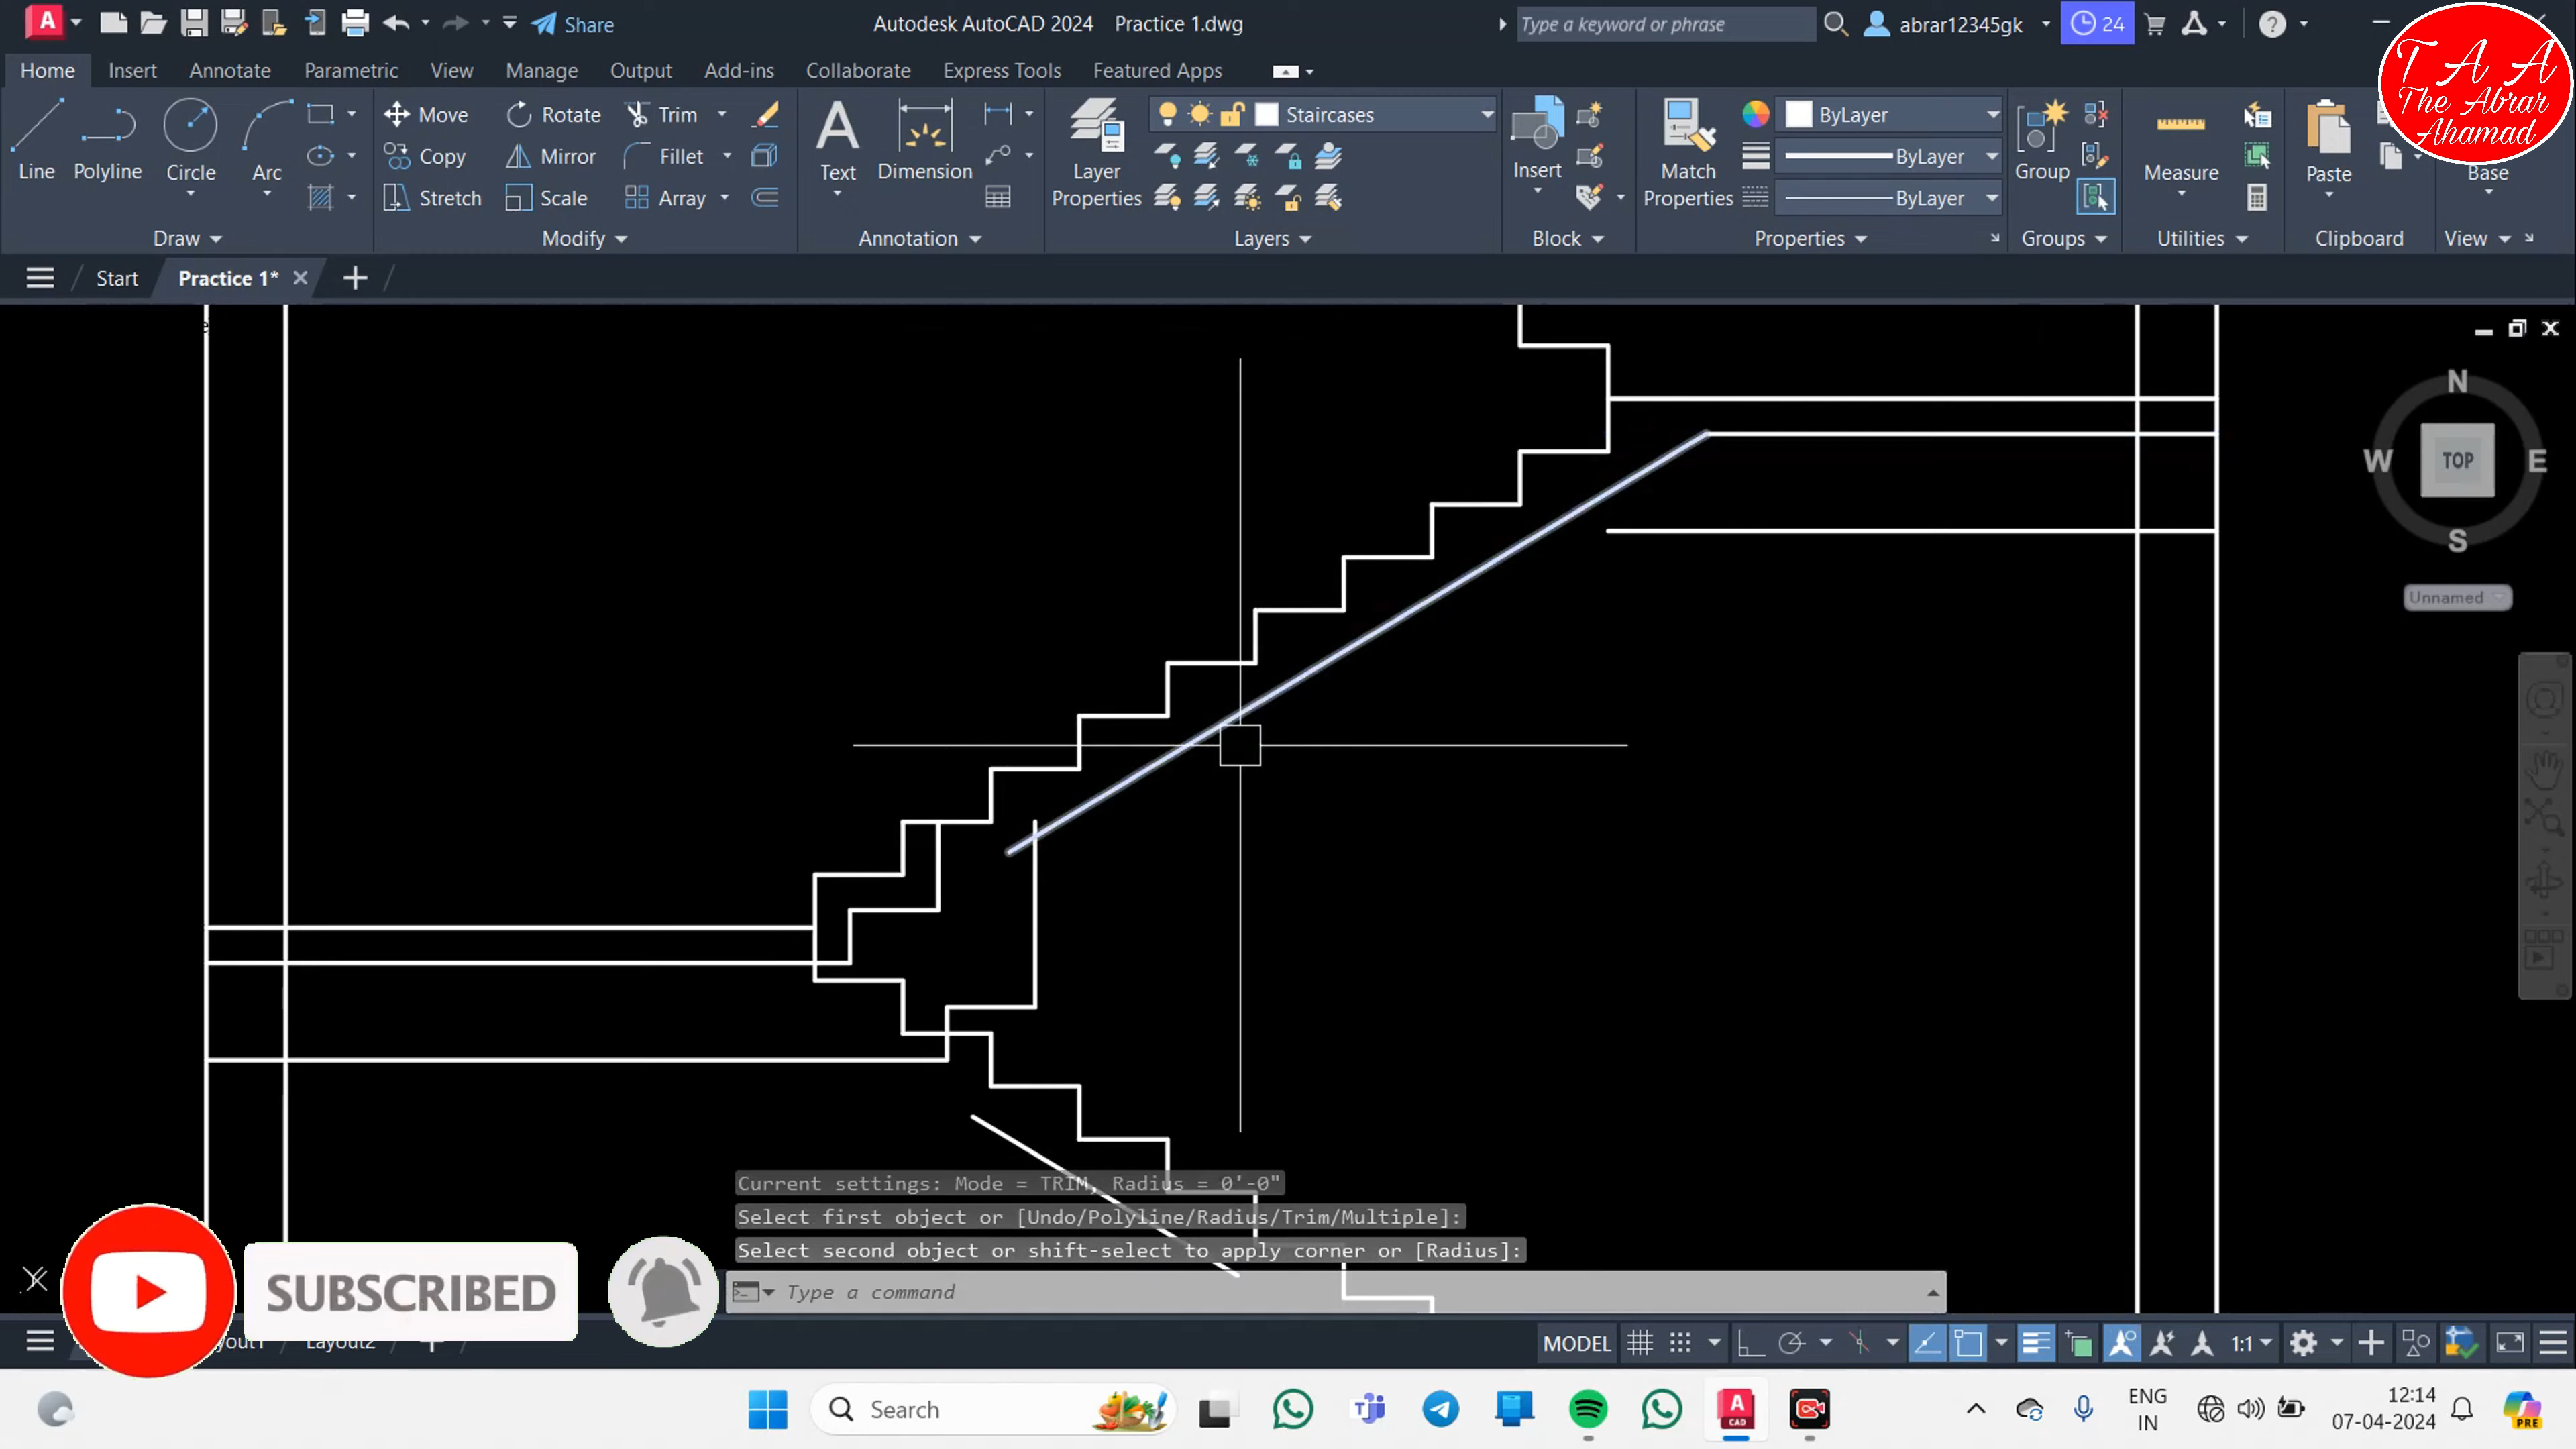 A
Share
Autodesk AutoCAD 2024 Practice 1.dwg
Type a keyword or phrase
abrar12345gk
24
T A A
The Abrar
Ahamad
Home Insert Annotate Parametric View Manage Output Add-ins Collaborate Express Tools Featured Apps
Line Polyline Circle Arc
Draw
Move Rotate Trim
Copy Mirror Fillet
Stretch Scale Array
Modify
A
Text Dimension
Annotation
Layer
Properties
Staircases
Layers
Insert
Block
Match
Properties
ByLayer
ByLayer
ByLayer
Properties
Group
Groups
Measure
Utilities
Paste
Clipboard
Base
View
Start Practice 1*
N
W TOP E
S
Unnamed
Current settings: Mode = TRIM, Radius = 0'-0"
Select first object or [Undo/Polyline/Radius/Trim/Multiple]:
Select second object or shift-select to apply corner or [Radius]:
Type a command
SUBSCRIBED
Layout2
MODEL
1:1
Search
A
CAD
ENG
IN
12:14
07-04-2024
PRE